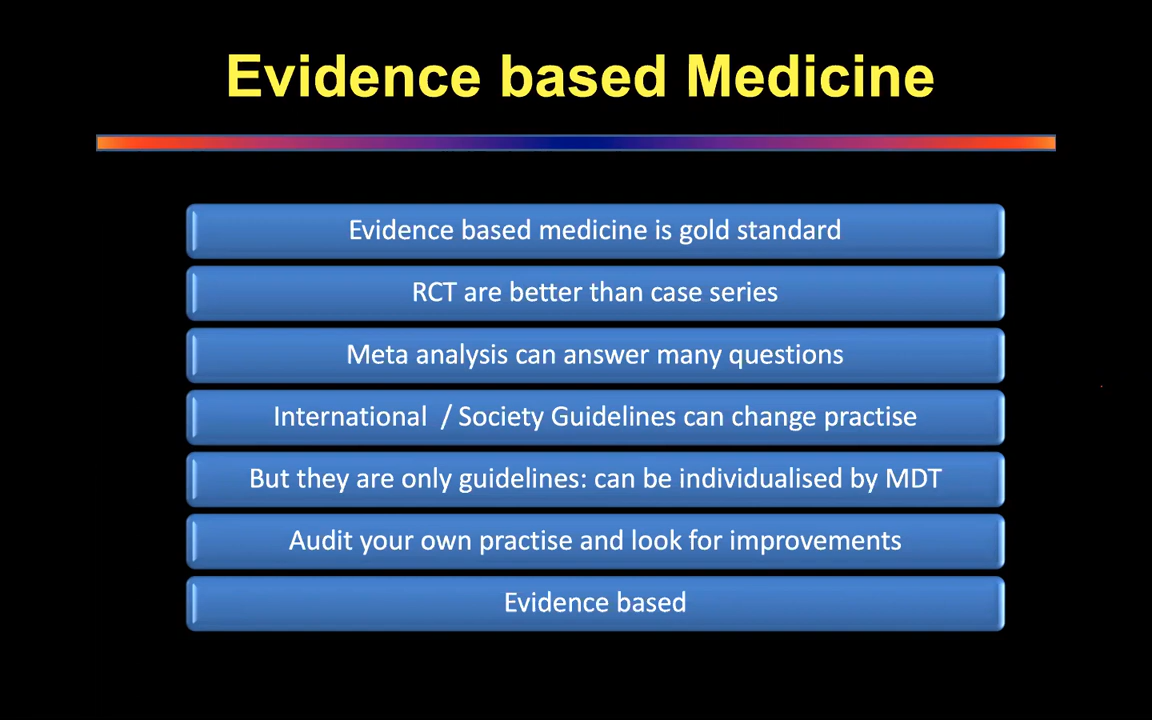 Evidence based Medicine
Evidence based medicine is gold standard
RCT are better than case series
Meta analysis can answer many questions
International / Society Guidelines can change practise
But they are only guidelines: can be individualised by MDT
Audit your own practise and look for improvements
Evidence based